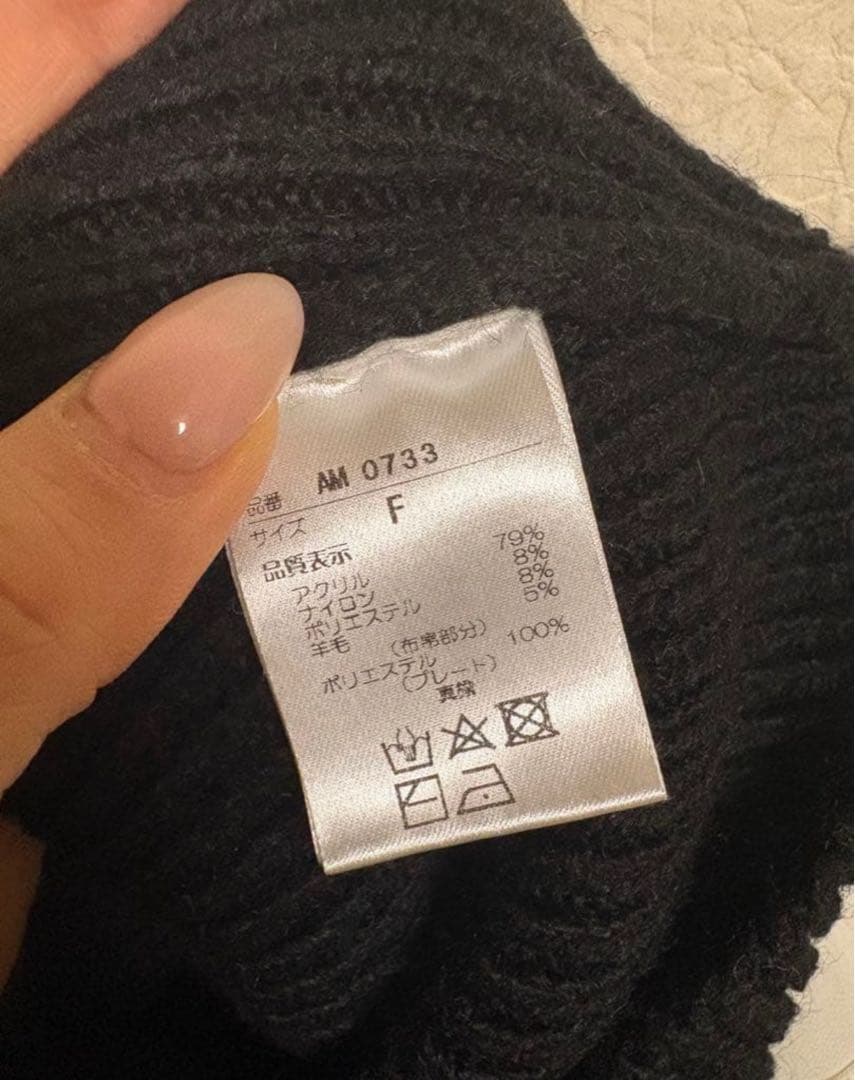 品番 AM 0733
サイズ F
品質表示
アクリル 79%
ナイロン 8%
ポリエステル 8%
羊毛 5%
(布帛部分)
ポリエステル 100%
(プレート)
真鍮